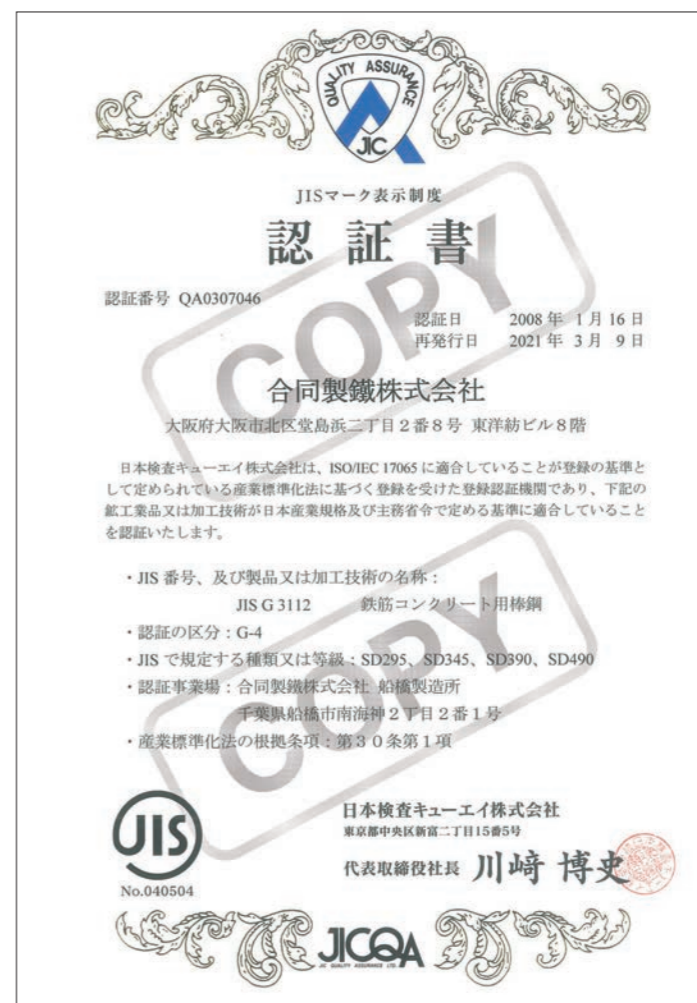 QUALITY ASSURANCE
JIC
JISマーク表示制度
認証書
認証番号 QA0307046
認証日 2008年 1月16日
再発行日 2021年 3月 9日
合同製鐵株式会社
大阪府大阪市北区堂島浜二丁目2番8号 東洋紡ビル8階
日本検査キューエイ株式会社は、ISO/IEC 17065 に適合していることが登録の基準と
して定められている産業標準化法に基づく登録を受けた登録認証機関であり、下記の
鉱工業品又は加工技術が日本産業規格及び主務省令で定める基準に適合していること
を認証いたします。
・JIS 番号、及び製品又は加工技術の名称：
JIS G 3112 鉄筋コンクリート用棒鋼
・認証の区分：G-4
・JIS で規定する種類又は等級：SD295、SD345、SD390、SD490
・認証事業場：合同製鐵株式会社 船橋製造所
千葉県船橋市南海神2丁目2番1号
・産業標準化法の根拠条項：第30条第1項
COPY
COPY
JIS
No.040504
日本検査キューエイ株式会社
東京都中央区新富二丁目15番5号
代表取締役社長 川﨑 博史
JICQA
JIC QUALITY ASSURANCE LTD.